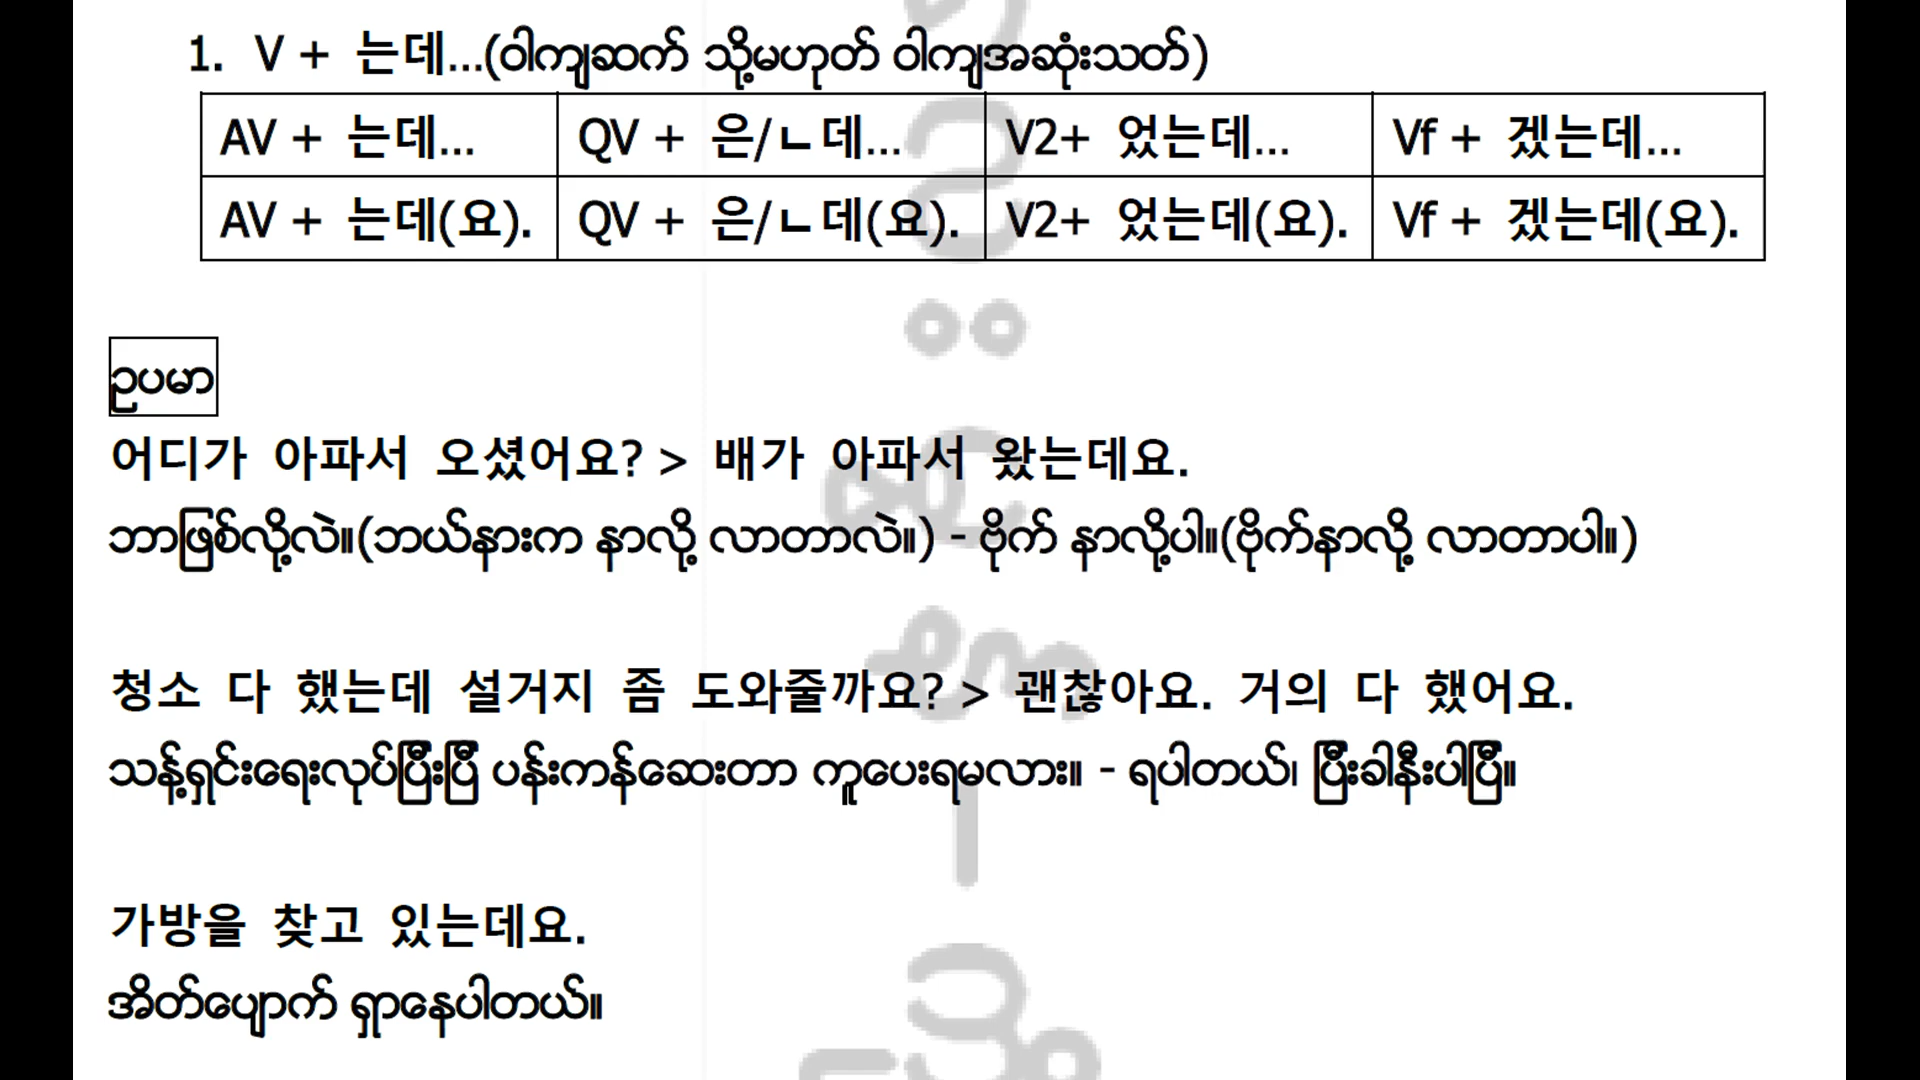 1. V + 는데...(ဝါကျဆက် သို့မဟုတ် ဝါကျအဆုံးသတ်)
AV + 는데... QV + 은/ㄴ데... V2+ 었는데... Vf + 겠는데...
AV + 는데(요). QV + 은/ㄴ데(요). V2+ 었는데(요). Vf + 겠는데(요).
ဥပမာ
어디가 아파서 오셨어요? > 배가 아파서 왔는데요.
ဘာဖြစ်လို့လဲ။(ဘယ်နားက နာလို့ လာတာလဲ။) - ဗိုက် နာလို့ပါ။(ဗိုက်နာလို့ လာတာပါ။)
청소 다 했는데 설거지 좀 도와줄까요? > 괜찮아요. 거의 다 했어요.
သန့်ရှင်းရေးလုပ်ပြီးပြီ ပန်းကန်ဆေးတာ ကူပေးရမလား။ - ရပါတယ်၊ ပြီးခါနီးပါပြီ။
가방을 찾고 있는데요.
အိတ်ပျောက် ရှာနေပါတယ်။